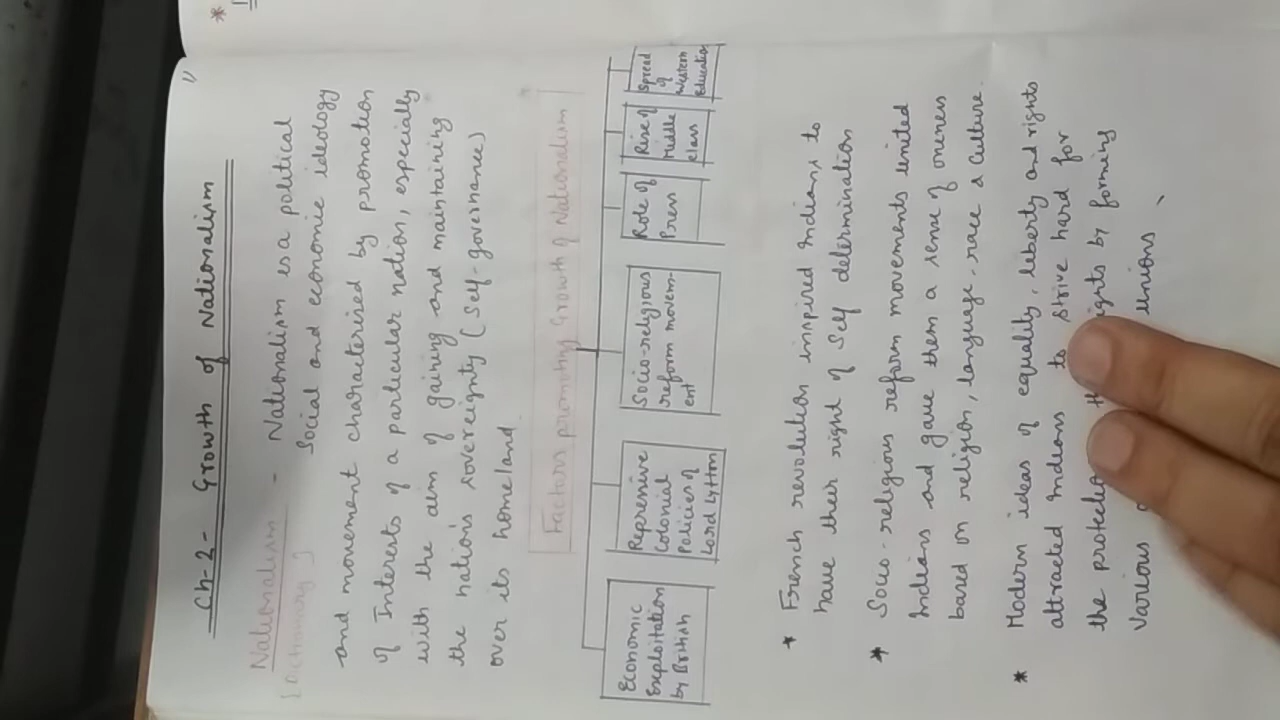 Ch-2- Growth of Nationalism
Nationalism - Nationalism is a political
[Dictionary] Social and economic ideology
and movement characterised by promotion
of Interests of a particular nation, especially
with the aim of gaining and maintaining
the nation's sovereignty (Self-governance)
over its homeland
Factors promoting Growth of Nationalism
Economic
Exploitation
by British
Repressive
Colonial
Policies of
Lord Lytton
Socio-religious
reform movem-
ent
Role of
Press
Rise of
Middle
class
Spread
of
Western
Education
* French revolution inspired Indians to
have their right of Self determination
* Socio-religious reform movements united
Indians and gave them a sense of oneness
based on religion, language, race & Culture.
* Modern ideas of equality, liberty and rights
attracted Indians to strive hard for
the by forming
Various unions